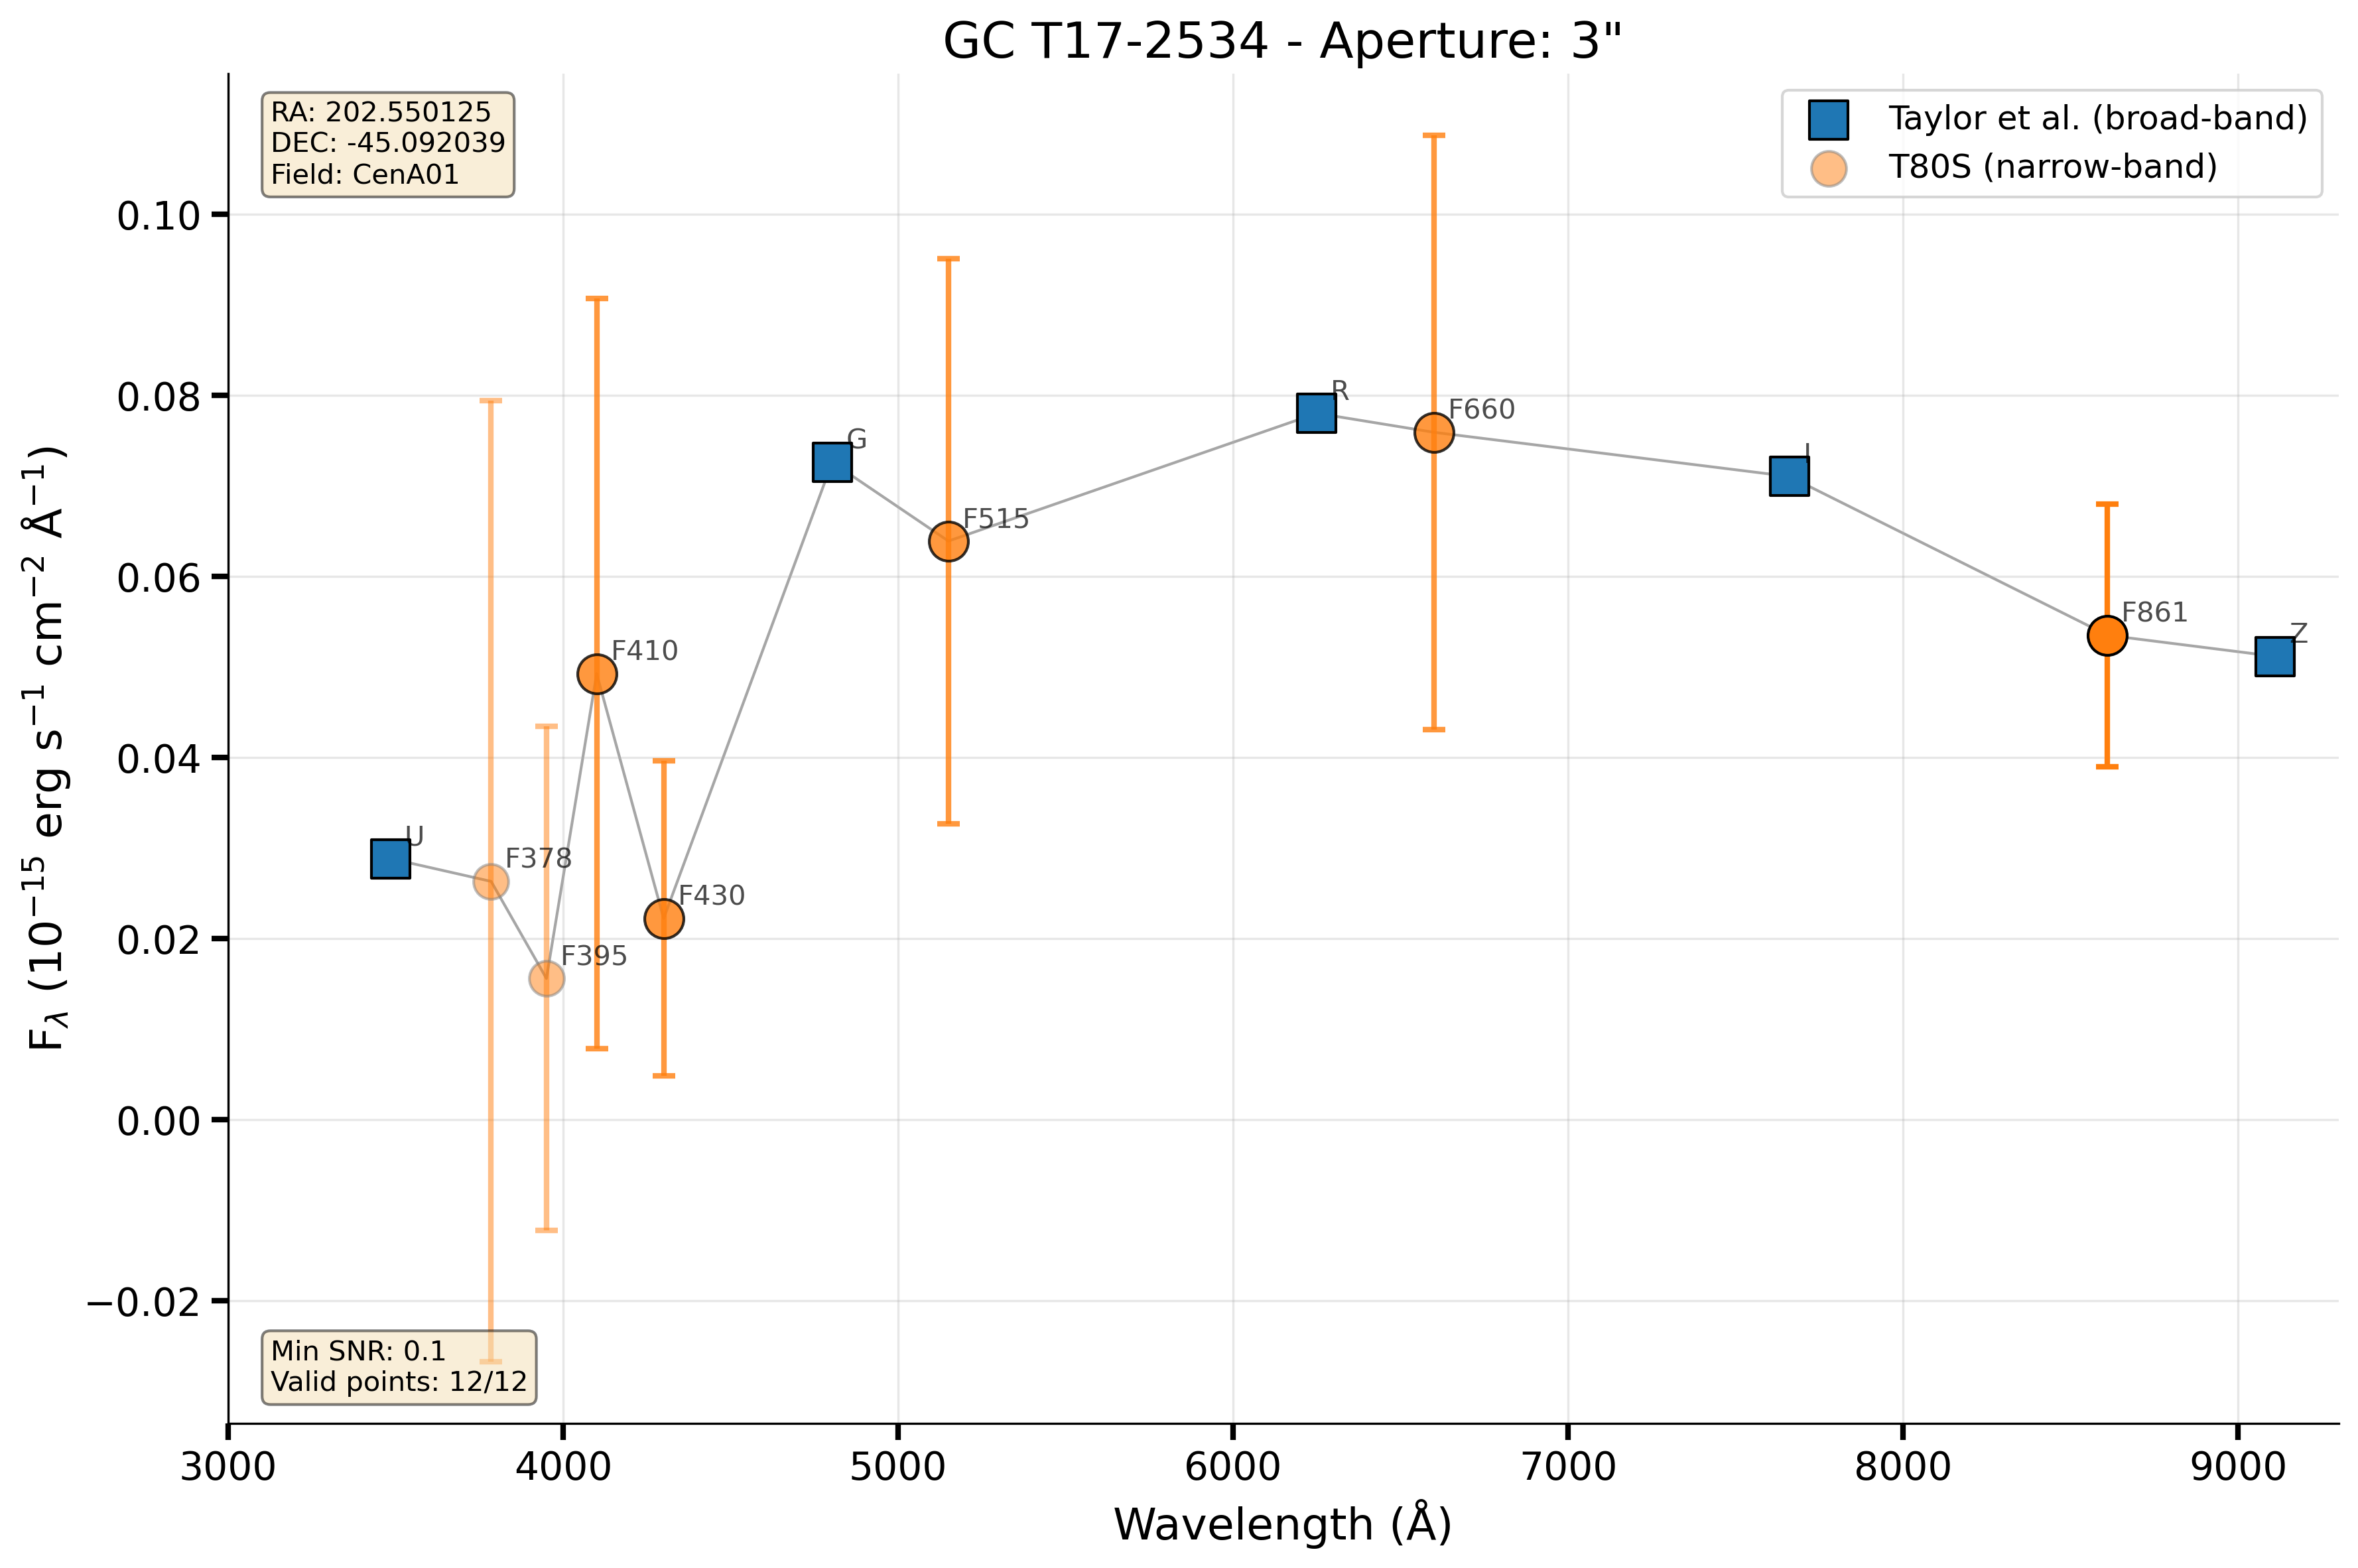 GC T17-2534 - Aperture: 3"
RA: 202.550125
DEC: -45.092039
Field: CenA01
Taylor et al. (broad-band)
T80S (narrow-band)
0.10
0.08
0.06
0.04
0.02
0.00
−0.02
F_λ (10⁻¹⁵ erg s⁻¹ cm⁻² Å⁻¹)
U
F378
F395
F410
F430
G
F515
R
F660
I
F861
Z
Min SNR: 0.1
Valid points: 12/12
3000 4000 5000 6000 7000 8000 9000
Wavelength (Å)